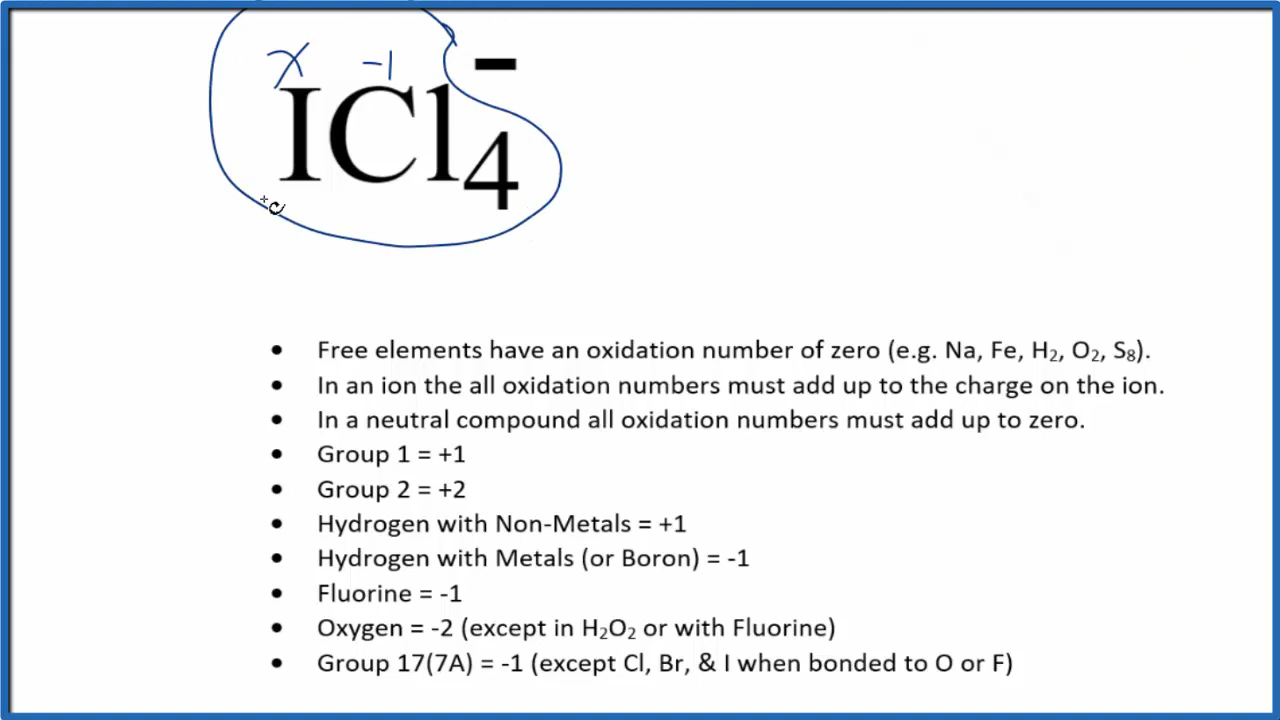 x -1
ICl₄⁻
• Free elements have an oxidation number of zero (e.g. Na, Fe, H₂, O₂, S₈).
• In an ion the all oxidation numbers must add up to the charge on the ion.
• In a neutral compound all oxidation numbers must add up to zero.
• Group 1 = +1
• Group 2 = +2
• Hydrogen with Non-Metals = +1
• Hydrogen with Metals (or Boron) = -1
• Fluorine = -1
• Oxygen = -2 (except in H₂O₂ or with Fluorine)
• Group 17(7A) = -1 (except Cl, Br, & I when bonded to O or F)